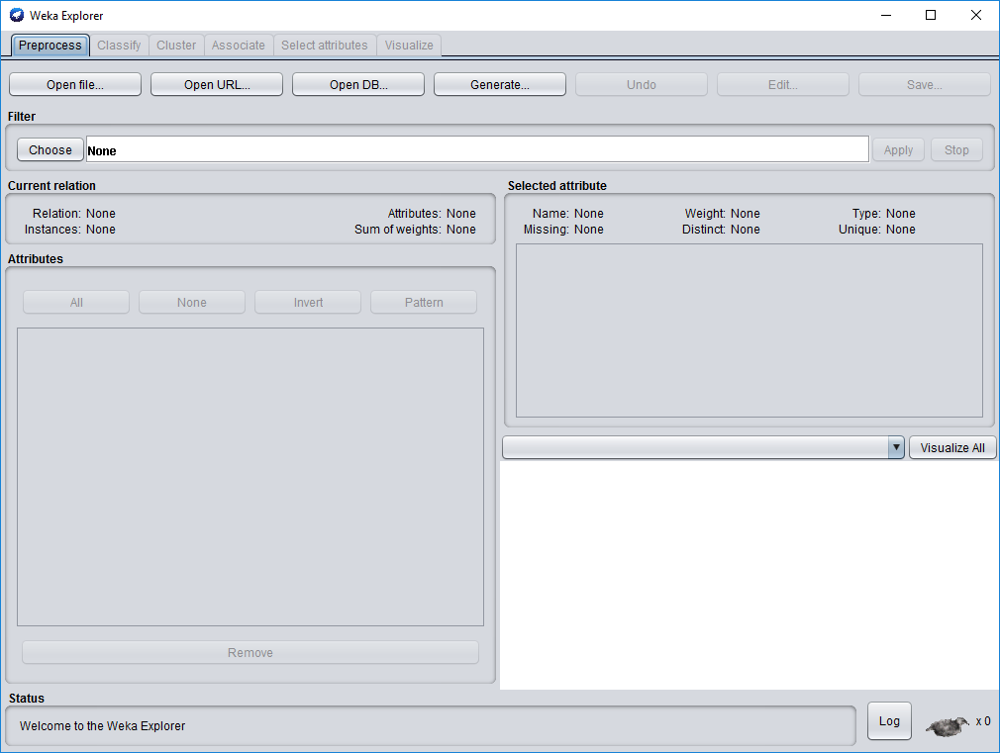 Weka Explorer
Preprocess Classify Cluster Associate Select attributes Visualize
Open file... Open URL... Open DB... Generate... Undo Edit... Save...
Filter
Choose None Apply Stop
Current relation
Relation: None Attributes: None
Instances: None Sum of weights: None
Selected attribute
Name: None Weight: None Type: None
Missing: None Distinct: None Unique: None
Attributes
All None Invert Pattern
Remove
Visualize All
Status
Welcome to the Weka Explorer
Log x 0